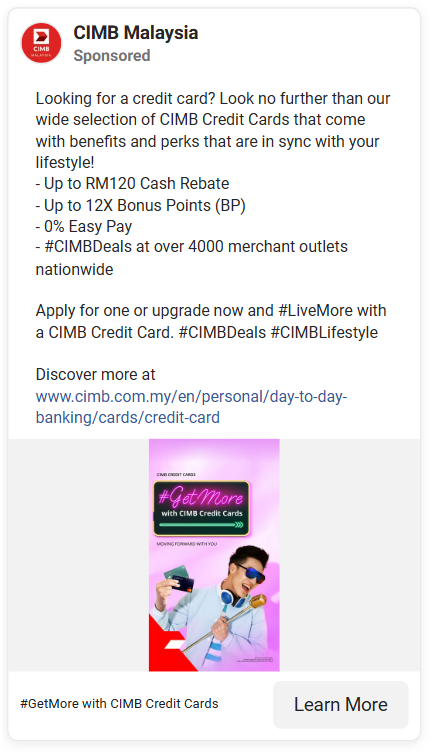 CIMB
MALAYSIA
CIMB Malaysia
Sponsored
Looking for a credit card? Look no further than our
wide selection of CIMB Credit Cards that come
with benefits and perks that are in sync with your
lifestyle!
- Up to RM120 Cash Rebate
- Up to 12X Bonus Points (BP)
- 0% Easy Pay
- #CIMBDeals at over 4000 merchant outlets
nationwide
Apply for one or upgrade now and #LiveMore with
a CIMB Credit Card. #CIMBDeals #CIMBLifestyle
Discover more at
www.cimb.com.my/en/personal/day-to-day-
banking/cards/credit-card
CIMB CREDIT CARDS
#GetMore
with CIMB Credit Cards
MOVING FORWARD WITH YOU
#GetMore with CIMB Credit Cards
Learn More